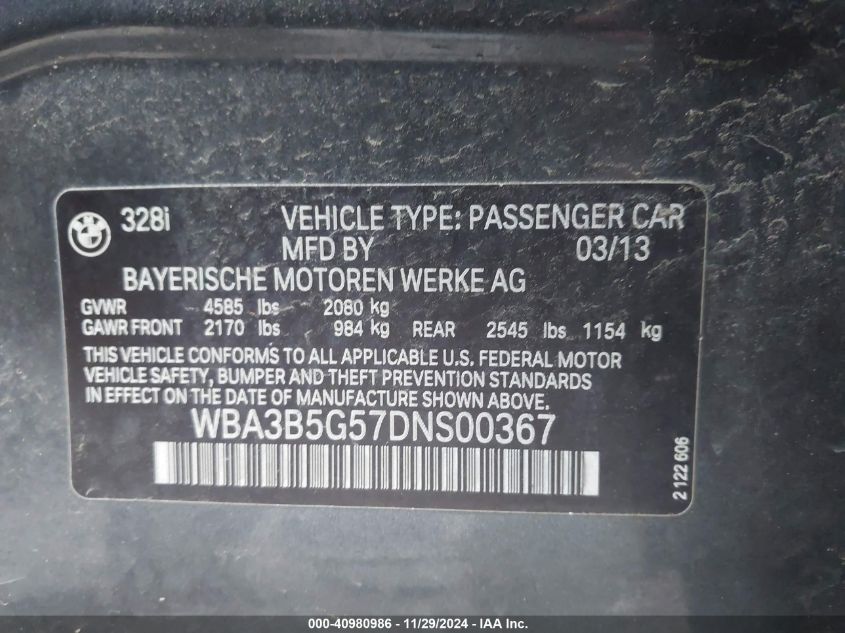 328i VEHICLE TYPE: PASSENGER CAR
MFD BY 03/13
BAYERISCHE MOTOREN WERKE AG
GVWR 4585 lbs 2080 kg
GAWR FRONT 2170 lbs 984 kg REAR 2545 lbs 1154 kg
THIS VEHICLE CONFORMS TO ALL APPLICABLE U.S. FEDERAL MOTOR
VEHICLE SAFETY, BUMPER AND THEFT PREVENTION STANDARDS
IN EFFECT ON THE DATE OF MANUFACTURE SHOWN ABOVE.
WBA3B5G57DNS00367
2 122 606
000-40980986 - 11/29/2024 - IAAI.COM